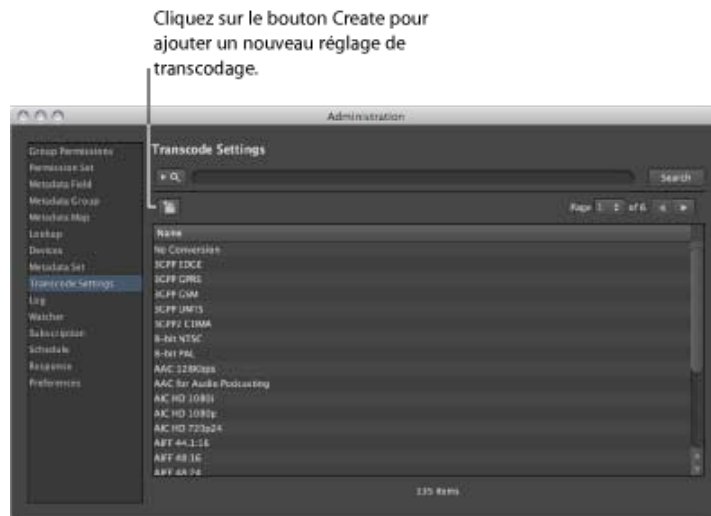 Cliquez sur le bouton Create pour
ajouter un nouveau réglage de
transcodage.
Administration
Group Permissions
Permission Set
Metadata Field
Metadata Group
Metadata Map
Lookup
Devices
Metadata Set
Transcode Settings
Log
Watcher
Subscription
Schedule
Response
Preferences
Transcode Settings
Search
Page 1 of 6
Name
No Conversion
3GPP EDGE
3GPP GPRS
3GPP GSM
3GPP UMTS
3GPP2 CDMA
8-bit NTSC
8-bit PAL
AAC 128Kbps
AAC for Audio Podcasting
AIC HD 1080i
AIC HD 1080p
AIC HD 720p24
AIFF 44.1:16
AIFF 48:16
AIFF 48:24
135 items